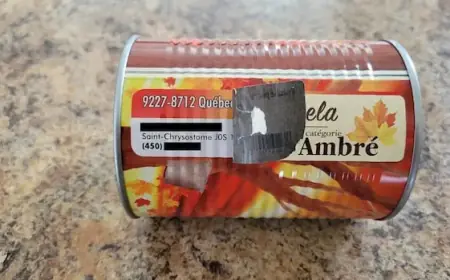 9227-8712 Québe
Saint-Chrysostome J0S
(450)
ela
catégorie
Ambré